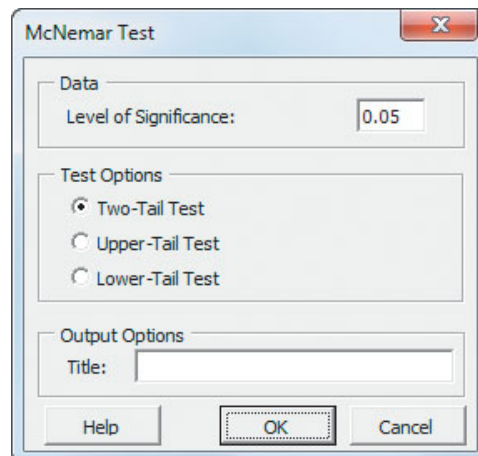 McNemar Test
Data
Level of Significance: 0.05
Test Options
Two-Tail Test
Upper-Tail Test
Lower-Tail Test
Output Options
Title:
Help OK Cancel